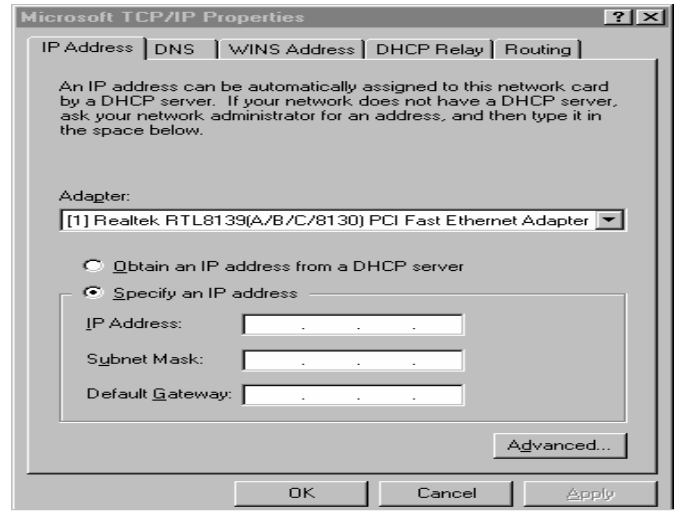 Microsoft TCP/IP Properties
IP Address DNS WINS Address DHCP Relay Routing
An IP address can be automatically assigned to this network card
by a DHCP server. If your network does not have a DHCP server,
ask your network administrator for an address, and then type it in
the space below.
Adapter:
[1] Realtek RTL8139(A/B/C/8130) PCI Fast Ethernet Adapter
Obtain an IP address from a DHCP server
Specify an IP address
IP Address: . . .
Subnet Mask: . . .
Default Gateway: . . .
Advanced...
OK Cancel Apply